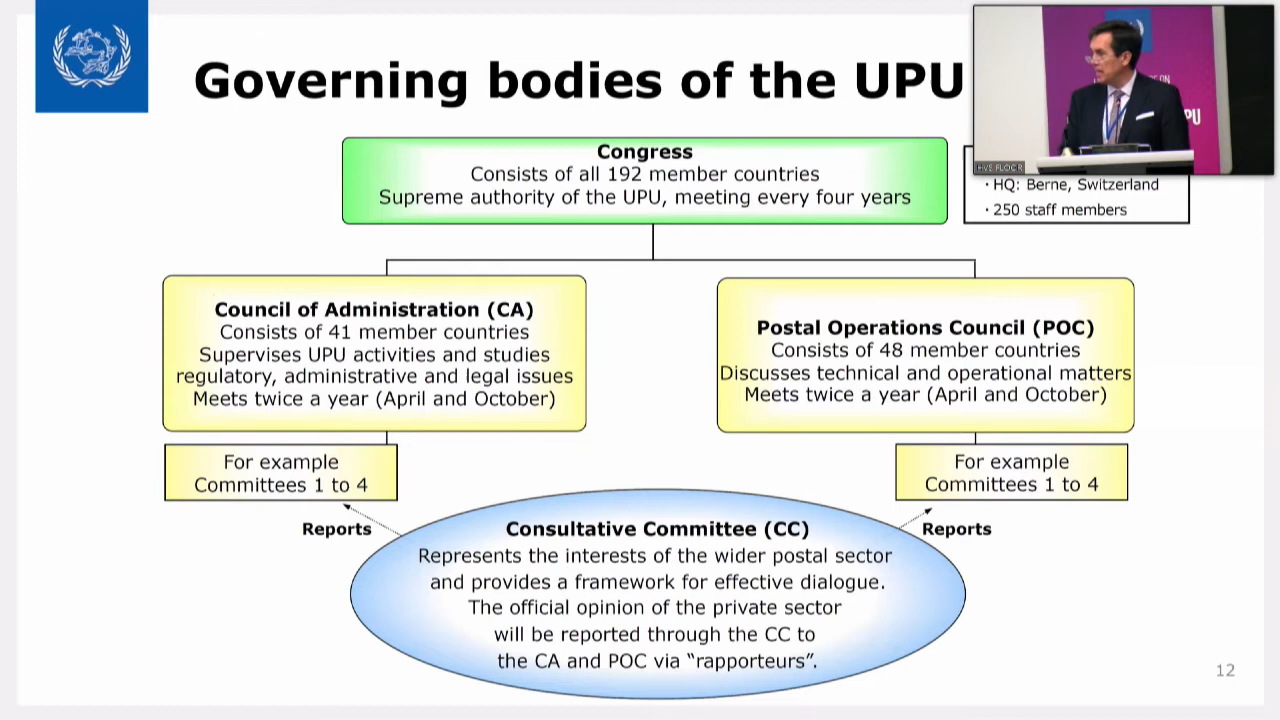 Governing bodies of the UPU
Congress
Consists of all 192 member countries
Supreme authority of the UPU, meeting every four years
· HQ: Berne, Switzerland
· 250 staff members
Council of Administration (CA)
Consists of 41 member countries
Supervises UPU activities and studies
regulatory, administrative and legal issues
Meets twice a year (April and October)
Postal Operations Council (POC)
Consists of 48 member countries
Discusses technical and operational matters
Meets twice a year (April and October)
For example
Committees 1 to 4
For example
Committees 1 to 4
Reports
Reports
Consultative Committee (CC)
Represents the interests of the wider postal sector
and provides a framework for effective dialogue.
The official opinion of the private sector
will be reported through the CC to
the CA and POC via “rapporteurs”.
12
ON
PU
FLOOR